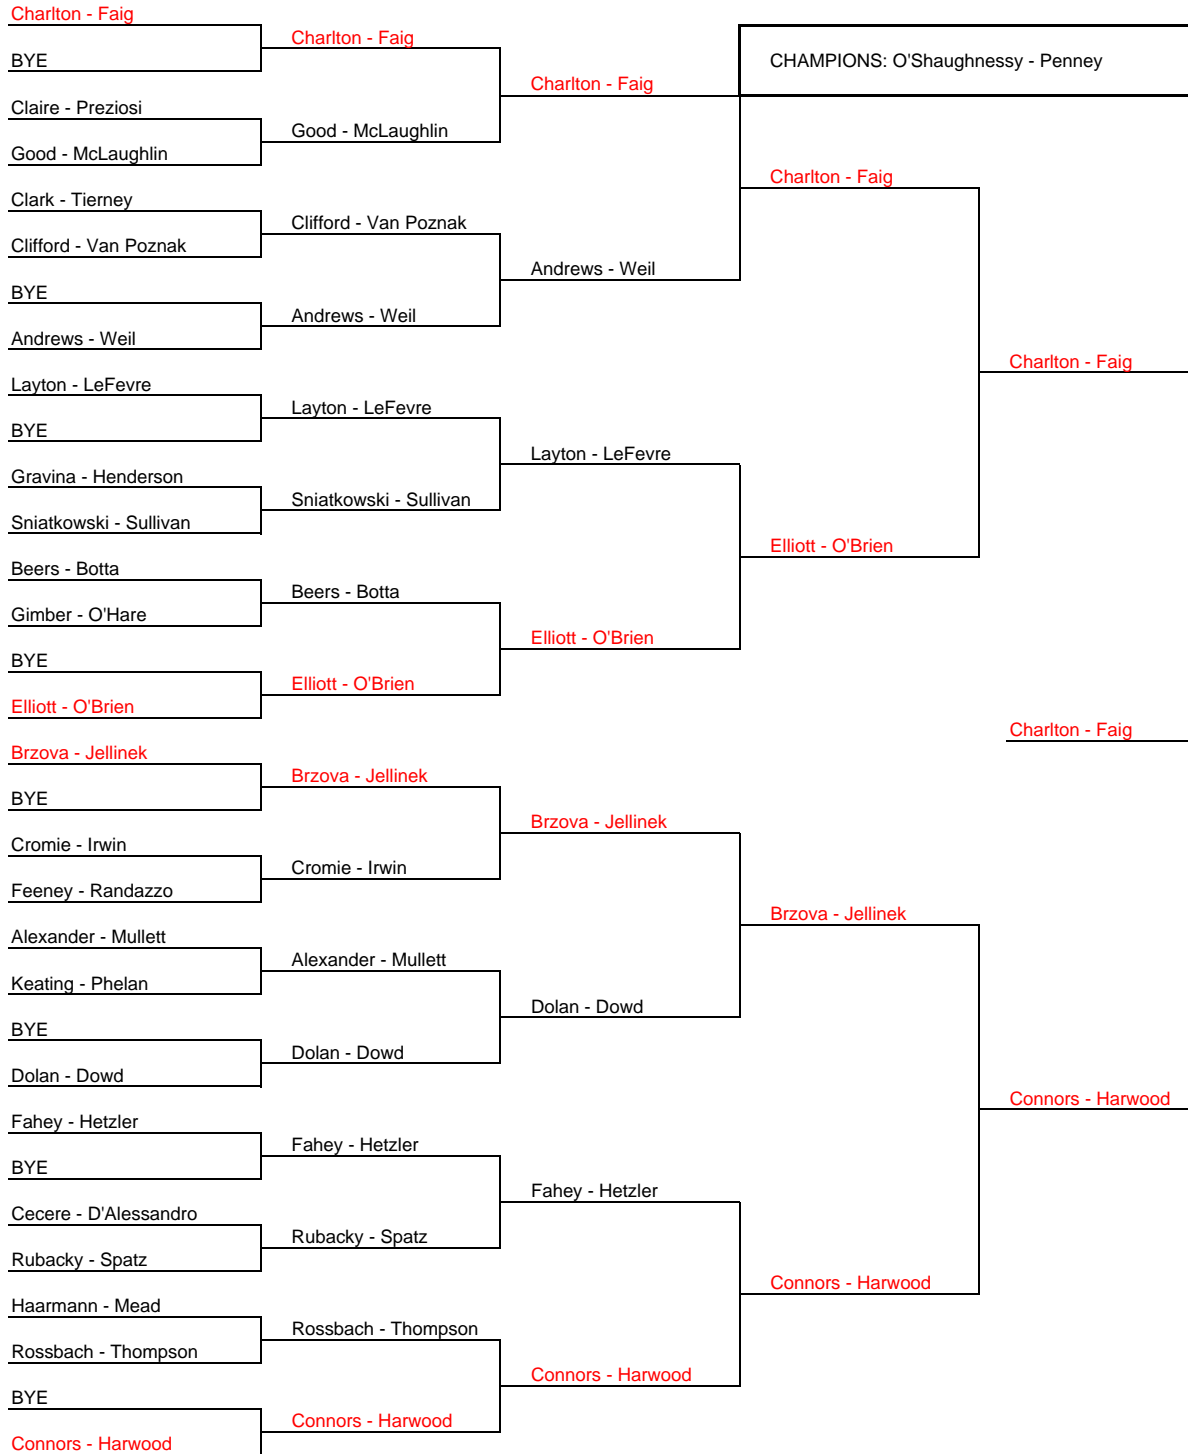 Charlton - Faig
BYE
Claire - Preziosi
Good - McLaughlin
Clark - Tierney
Clifford - Van Poznak
BYE
Andrews - Weil
Layton - LeFevre
BYE
Gravina - Henderson
Sniatkowski - Sullivan
Beers - Botta
Gimber - O'Hare
BYE
Elliott - O'Brien
Brzova - Jellinek
BYE
Cromie - Irwin
Feeney - Randazzo
Alexander - Mullett
Keating - Phelan
BYE
Dolan - Dowd
Fahey - Hetzler
BYE
Cecere - D'Alessandro
Rubacky - Spatz
Haarmann - Mead
Rossbach - Thompson
BYE
Connors - Harwood
Charlton - Faig
Good - McLaughlin
Clifford - Van Poznak
Andrews - Weil
Layton - LeFevre
Sniatkowski - Sullivan
Beers - Botta
Elliott - O'Brien
Brzova - Jellinek
Cromie - Irwin
Alexander - Mullett
Dolan - Dowd
Fahey - Hetzler
Rubacky - Spatz
Rossbach - Thompson
Connors - Harwood
Charlton - Faig
Andrews - Weil
Layton - LeFevre
Elliott - O'Brien
Brzova - Jellinek
Dolan - Dowd
Fahey - Hetzler
Connors - Harwood
CHAMPIONS: O'Shaughnessy - Penney
Charlton - Faig
Elliott - O'Brien
Brzova - Jellinek
Connors - Harwood
Charlton - Faig
Charlton - Faig
Connors - Harwood